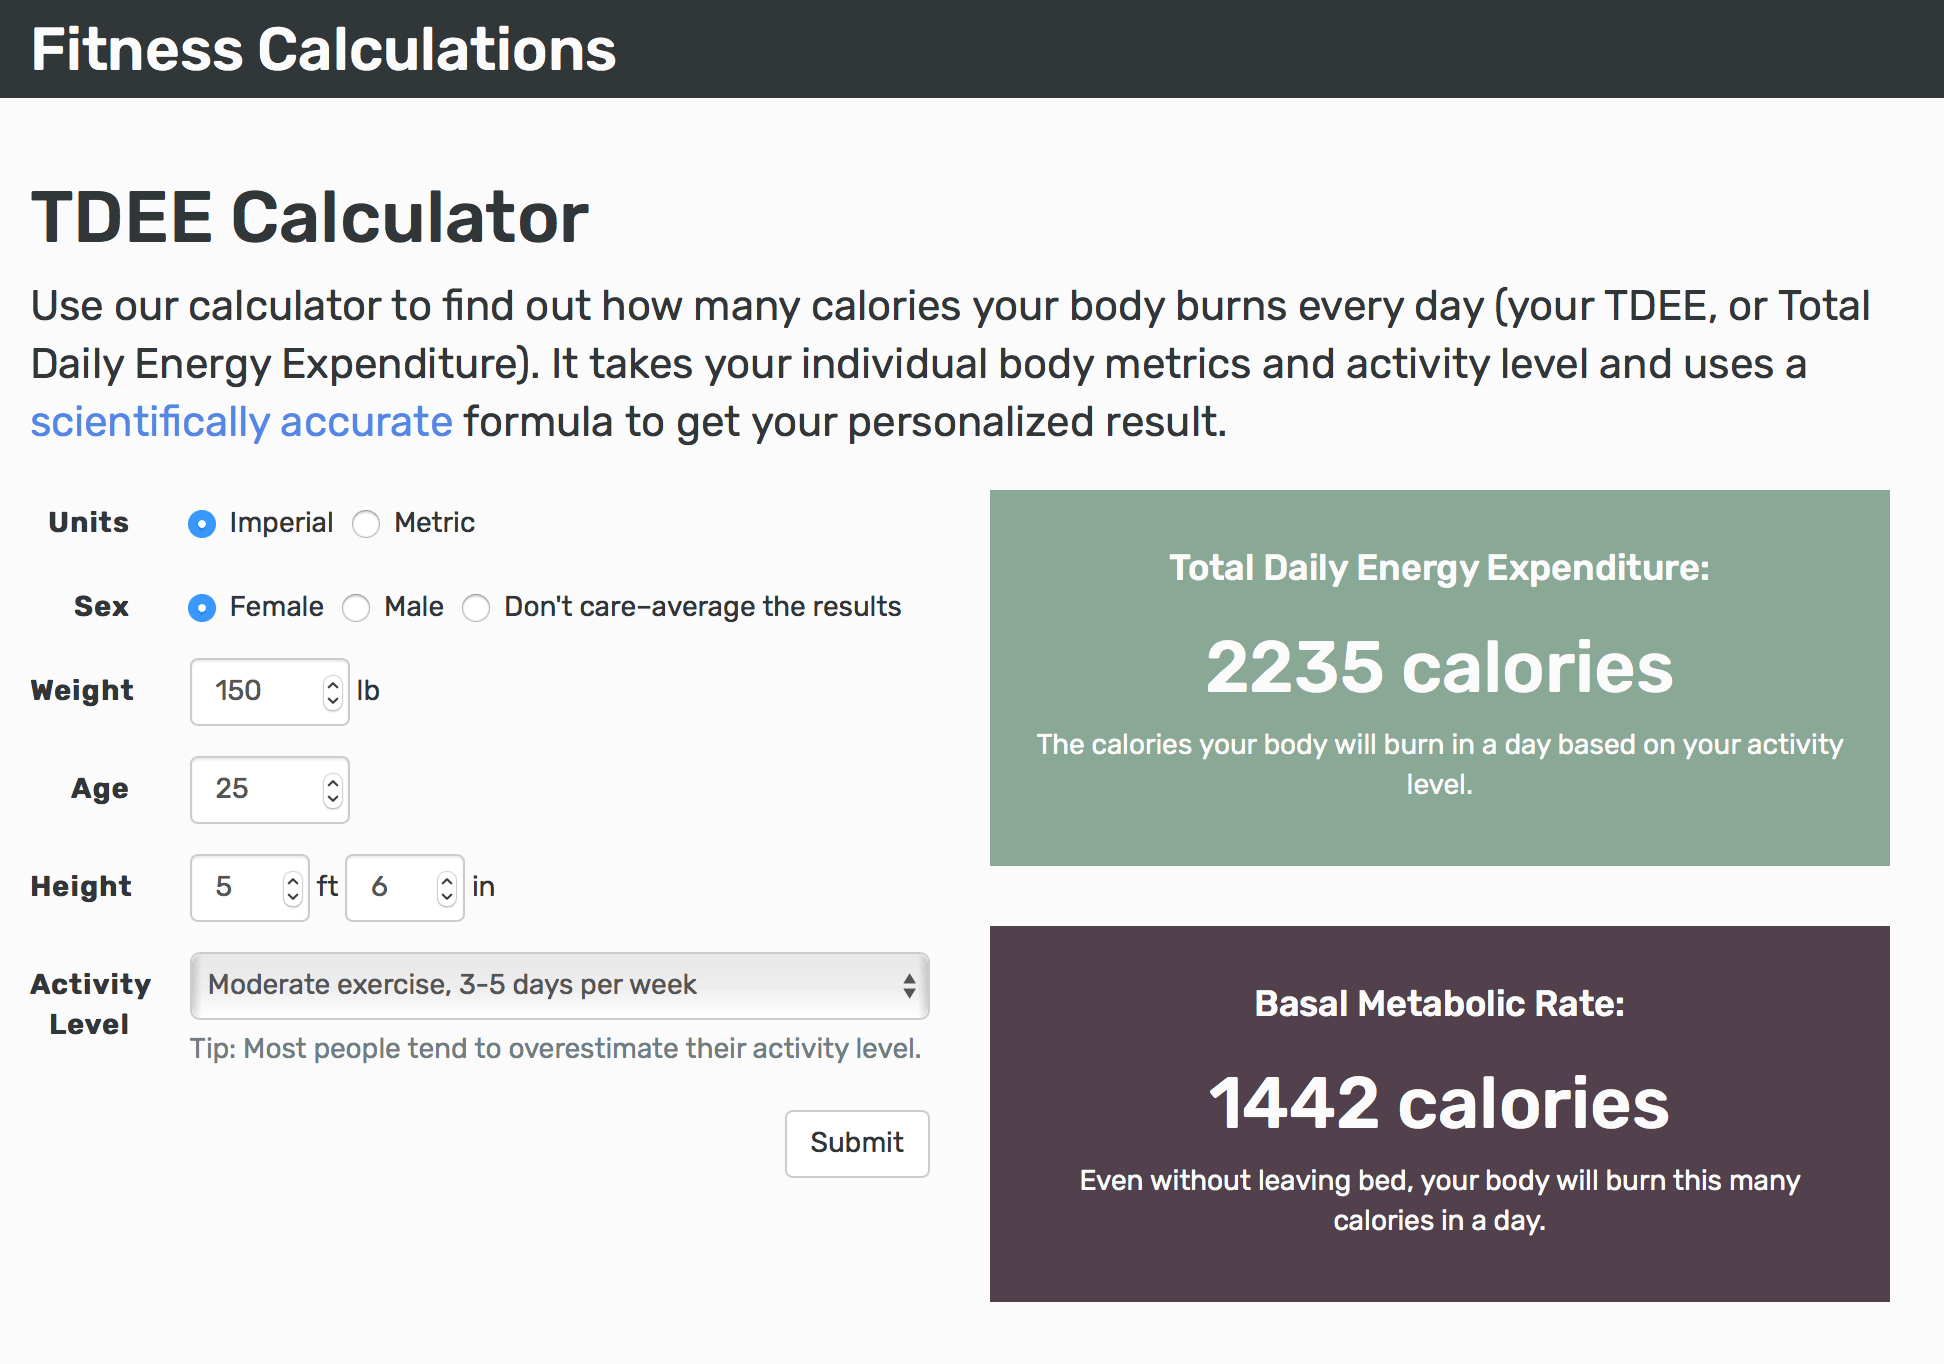 Fitness Calculations
TDEE Calculator
Use our calculator to find out how many calories your body burns every day (your TDEE, or Total
Daily Energy Expenditure). It takes your individual body metrics and activity level and uses a
scientifically accurate formula to get your personalized result.
Units Imperial Metric
Sex Female Male Don't care–average the results
Weight 150 lb
Age 25
Height 5 ft 6 in
Activity
Level
Moderate exercise, 3-5 days per week
Tip: Most people tend to overestimate their activity level.
Submit
Total Daily Energy Expenditure:
2235 calories
The calories your body will burn in a day based on your activity
level.
Basal Metabolic Rate:
1442 calories
Even without leaving bed, your body will burn this many
calories in a day.